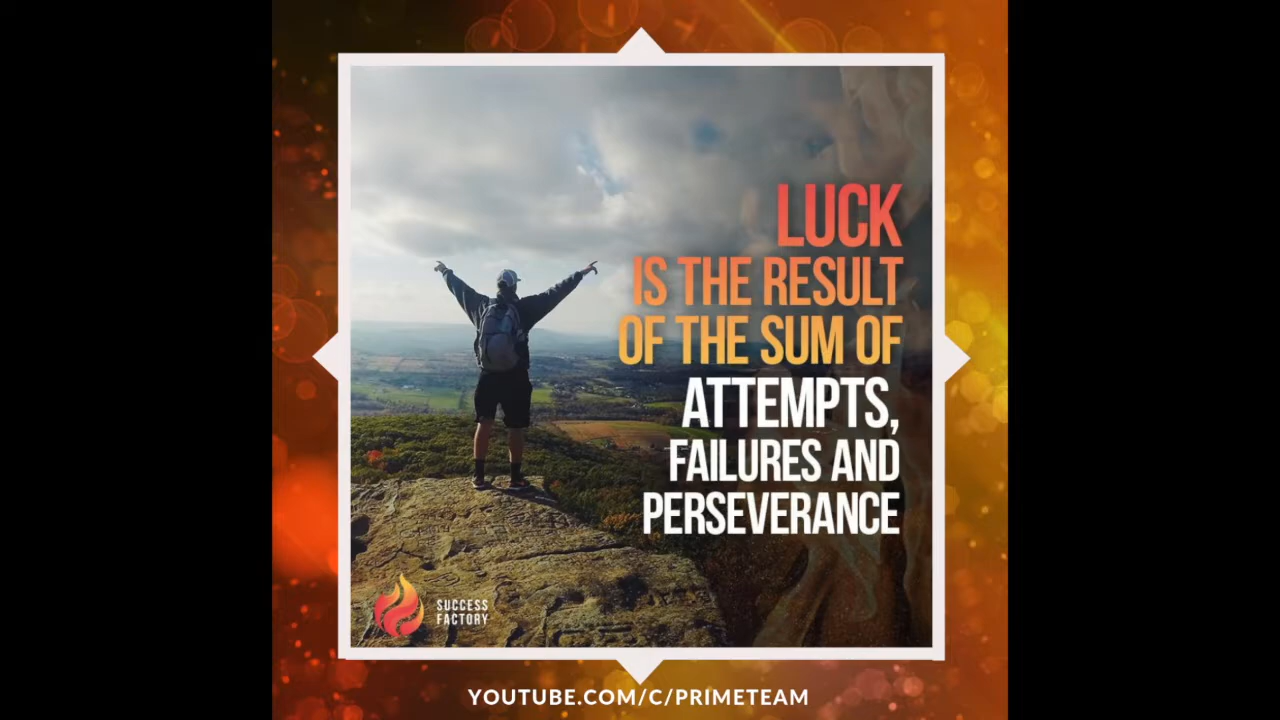 LUCK
IS THE RESULT
OF THE SUM OF
ATTEMPTS,
FAILURES AND
PERSEVERANCE
SUCCESS
FACTORY
YOUTUBE.COM/C/PRIMETEAM